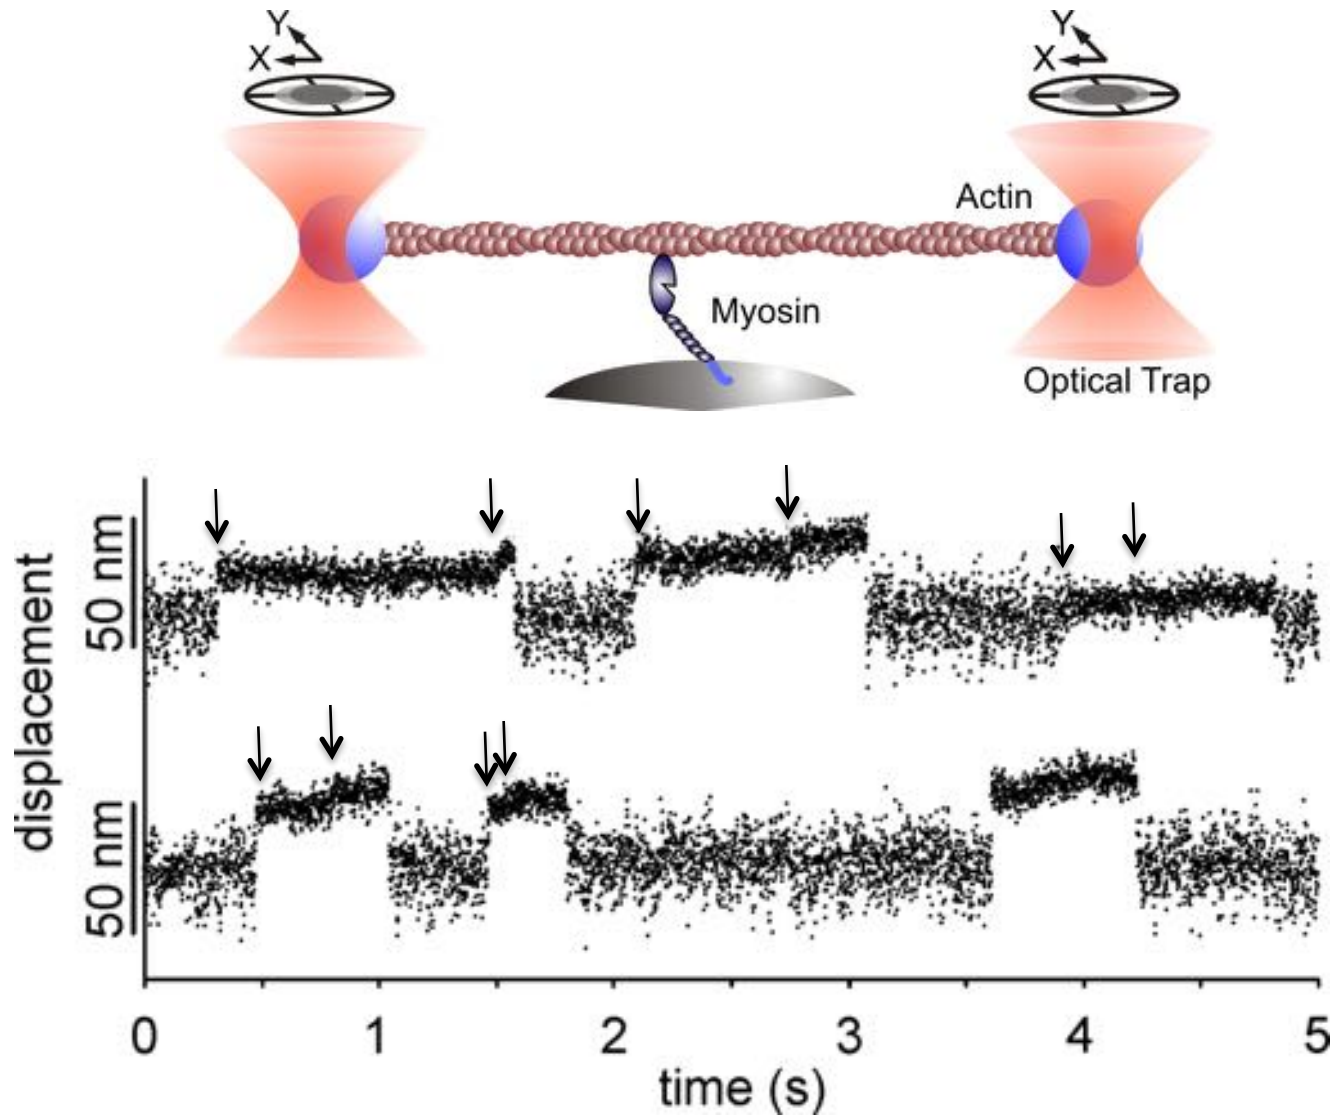 Y
X
Y
X
Actin
Myosin
Optical Trap
displacement
50 nm
50 nm
0 1 2 3 4 5
time (s)